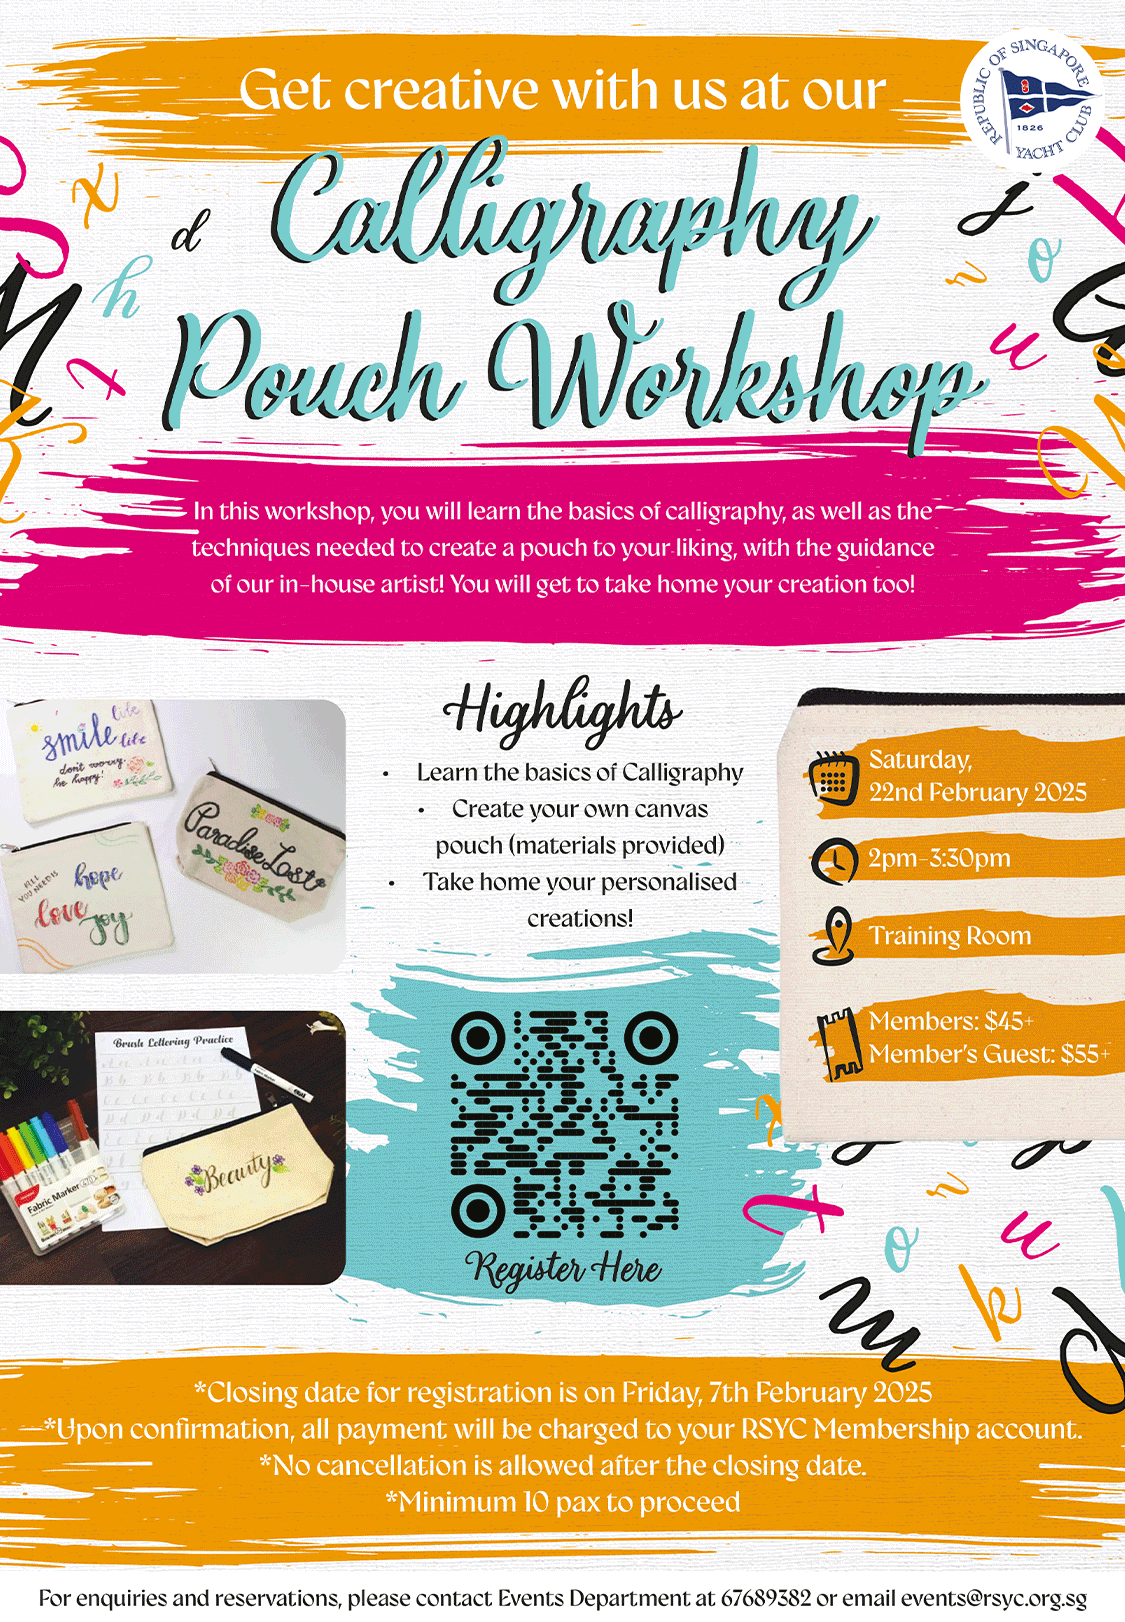 Get creative with us at our
REPUBLIC OF SINGAPORE
1826
YACHT CLUB
Calligraphy
Pouch Workshop
In this workshop, you will learn the basics of calligraphy, as well as the
techniques needed to create a pouch to your liking, with the guidance
of our in-house artist! You will get to take home your creation too!
smile
life
life
don't worry.
be happy!
ALL
YOU NEED IS
hope
love
joy
Paradise Lost
Brush Lettering Practice
Fabric Marker
Beauty
Highlights
• Learn the basics of Calligraphy
• Create your own canvas
pouch (materials provided)
• Take home your personalised
creations!
Register Here
Saturday,
22nd February 2025
2pm-3:30pm
Training Room
Members: $45+
Member's Guest: $55+
*Closing date for registration is on Friday, 7th February 2025
*Upon confirmation, all payment will be charged to your RSYC Membership account.
*No cancellation is allowed after the closing date.
*Minimum 10 pax to proceed
For enquiries and reservations, please contact Events Department at 67689382 or email events@rsyc.org.sg